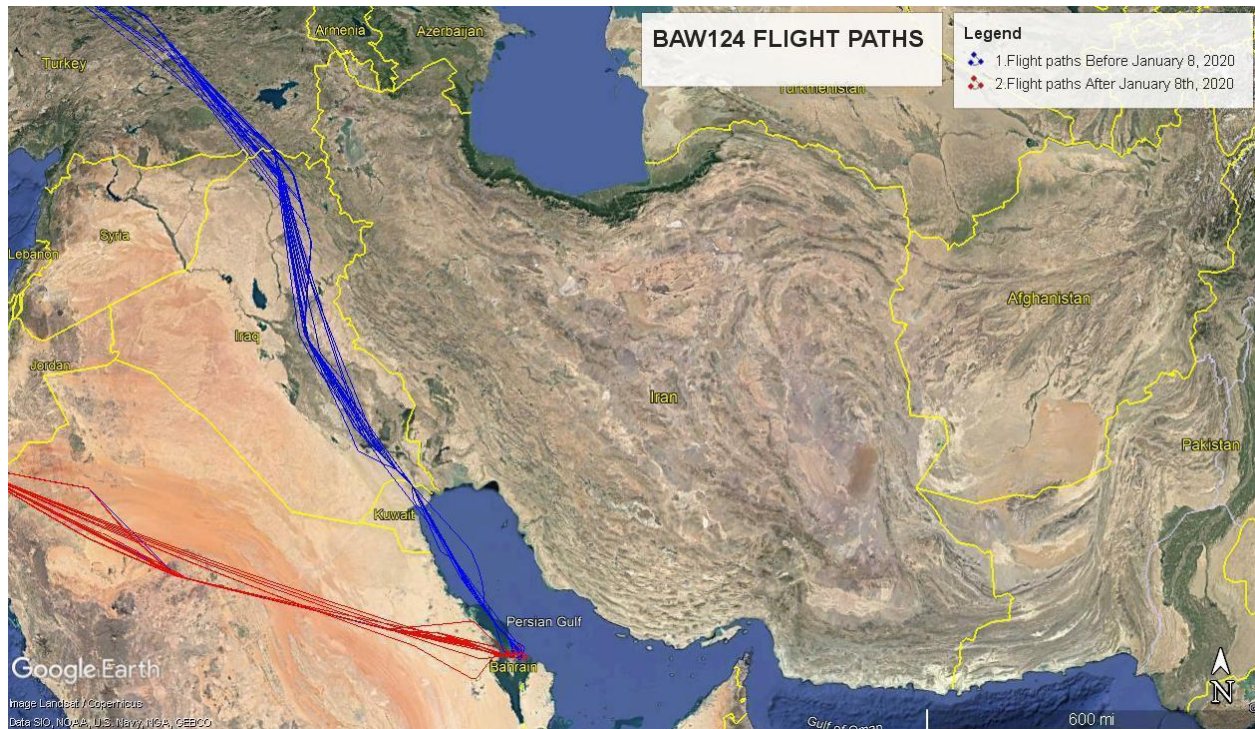 BAW124 FLIGHT PATHS
Legend
1.Flight paths Before January 8, 2020
2.Flight paths After January 8th, 2020
Armenia
Azerbaijan
Turkey
Turkmenistan
Syria
Lebanon
Afghanistan
Iraq
Jordan
Iran
Pakistan
Kuwait
Persian Gulf
Bahrain
Google Earth
N
Image Landsat / Copernicus
Data SIO, NOAA, U.S. Navy, NGA, GEBCO
Gulf of Oman
600 mi